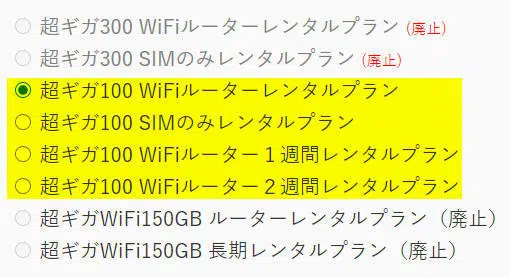 超ギガ300 WiFiルーターレンタルプラン (廃止)
超ギガ300 SIMのみレンタルプラン (廃止)
超ギガ100 WiFiルーターレンタルプラン
超ギガ100 SIMのみレンタルプラン
超ギガ100 WiFiルーター１週間レンタルプラン
超ギガ100 WiFiルーター２週間レンタルプラン
超ギガWiFi150GB ルーターレンタルプラン（廃止）
超ギガWiFi150GB 長期レンタルプラン（廃止）